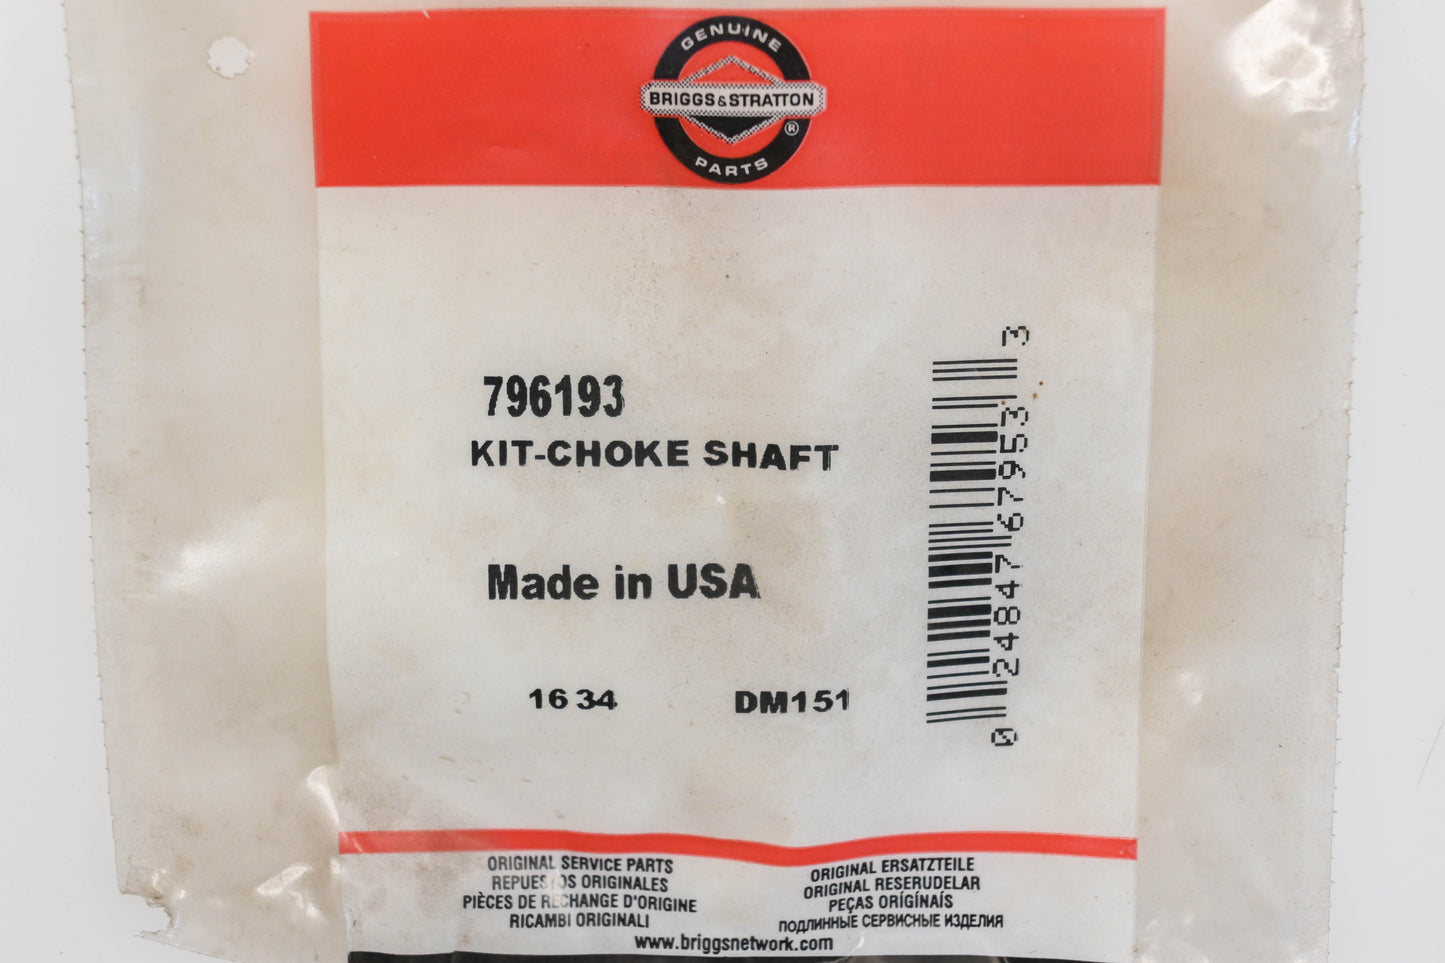 GENUINE
BRIGGS&STRATTON
®
PARTS
796193
KIT-CHOKE SHAFT
Made in USA
16 34 DM151
0 24847 67953 3
ORIGINAL SERVICE PARTS
REPUESTOS ORIGINALES
PIÈCES DE RECHANGE D'ORIGINE
RICAMBI ORIGINALI
ORIGINAL ERSATZTEILE
ORIGINAL RESERUDELAR
PEÇAS ORÍGÍNAÍS
ПОДЛИННЫЕ СЕРВИСНЫЕ ИЗДЕЛИЯ
www.briggsnetwork.com